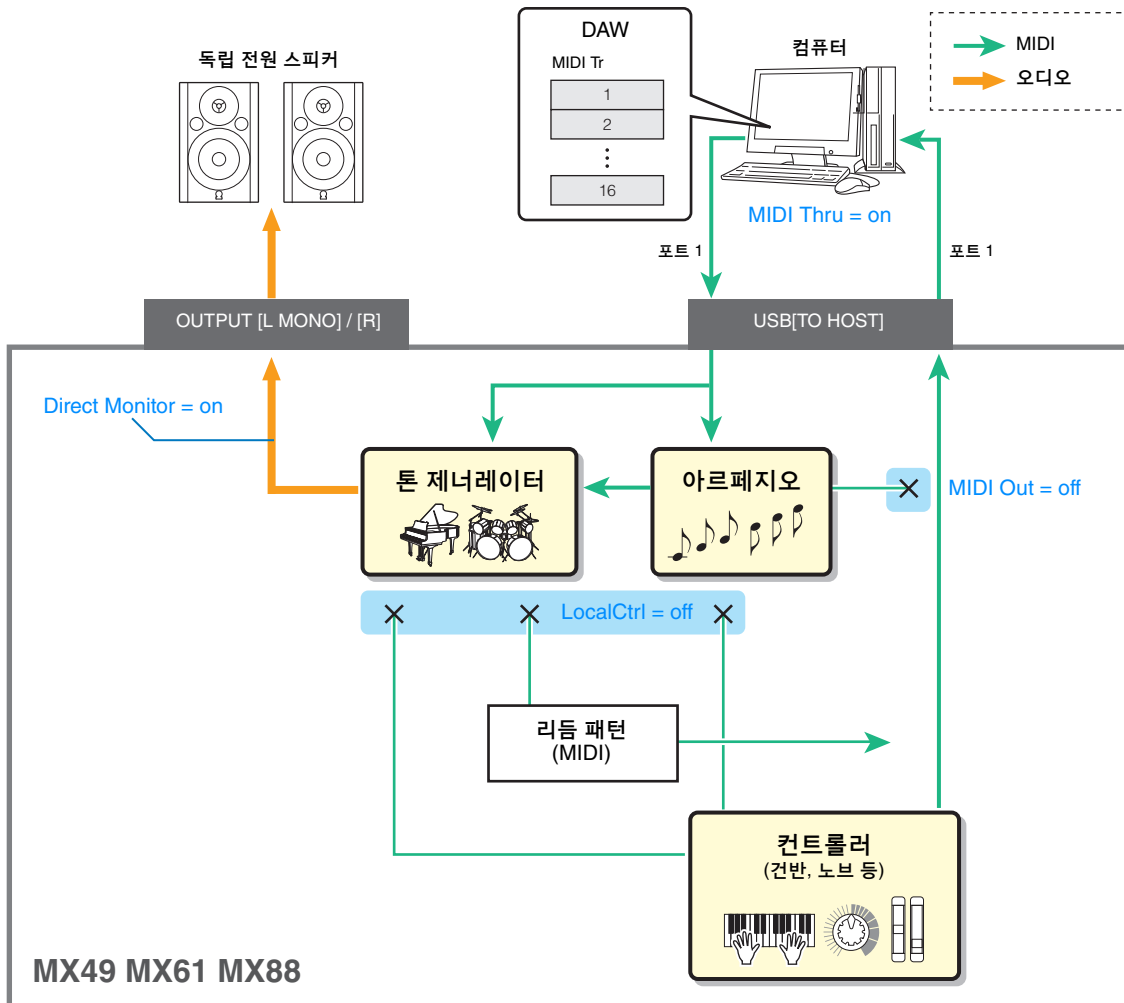 독립 전원 스피커
DAW
MIDI Tr
1
2
16
컴퓨터
MIDI
오디오
MIDI Thru = on
포트 1
포트 1
OUTPUT [L MONO] / [R]
USB[TO HOST]
Direct Monitor = on
톤 제너레이터
아르페지오
MIDI Out = off
LocalCtrl = off
리듬 패턴
(MIDI)
컨트롤러
(건반, 노브 등)
MX49 MX61 MX88